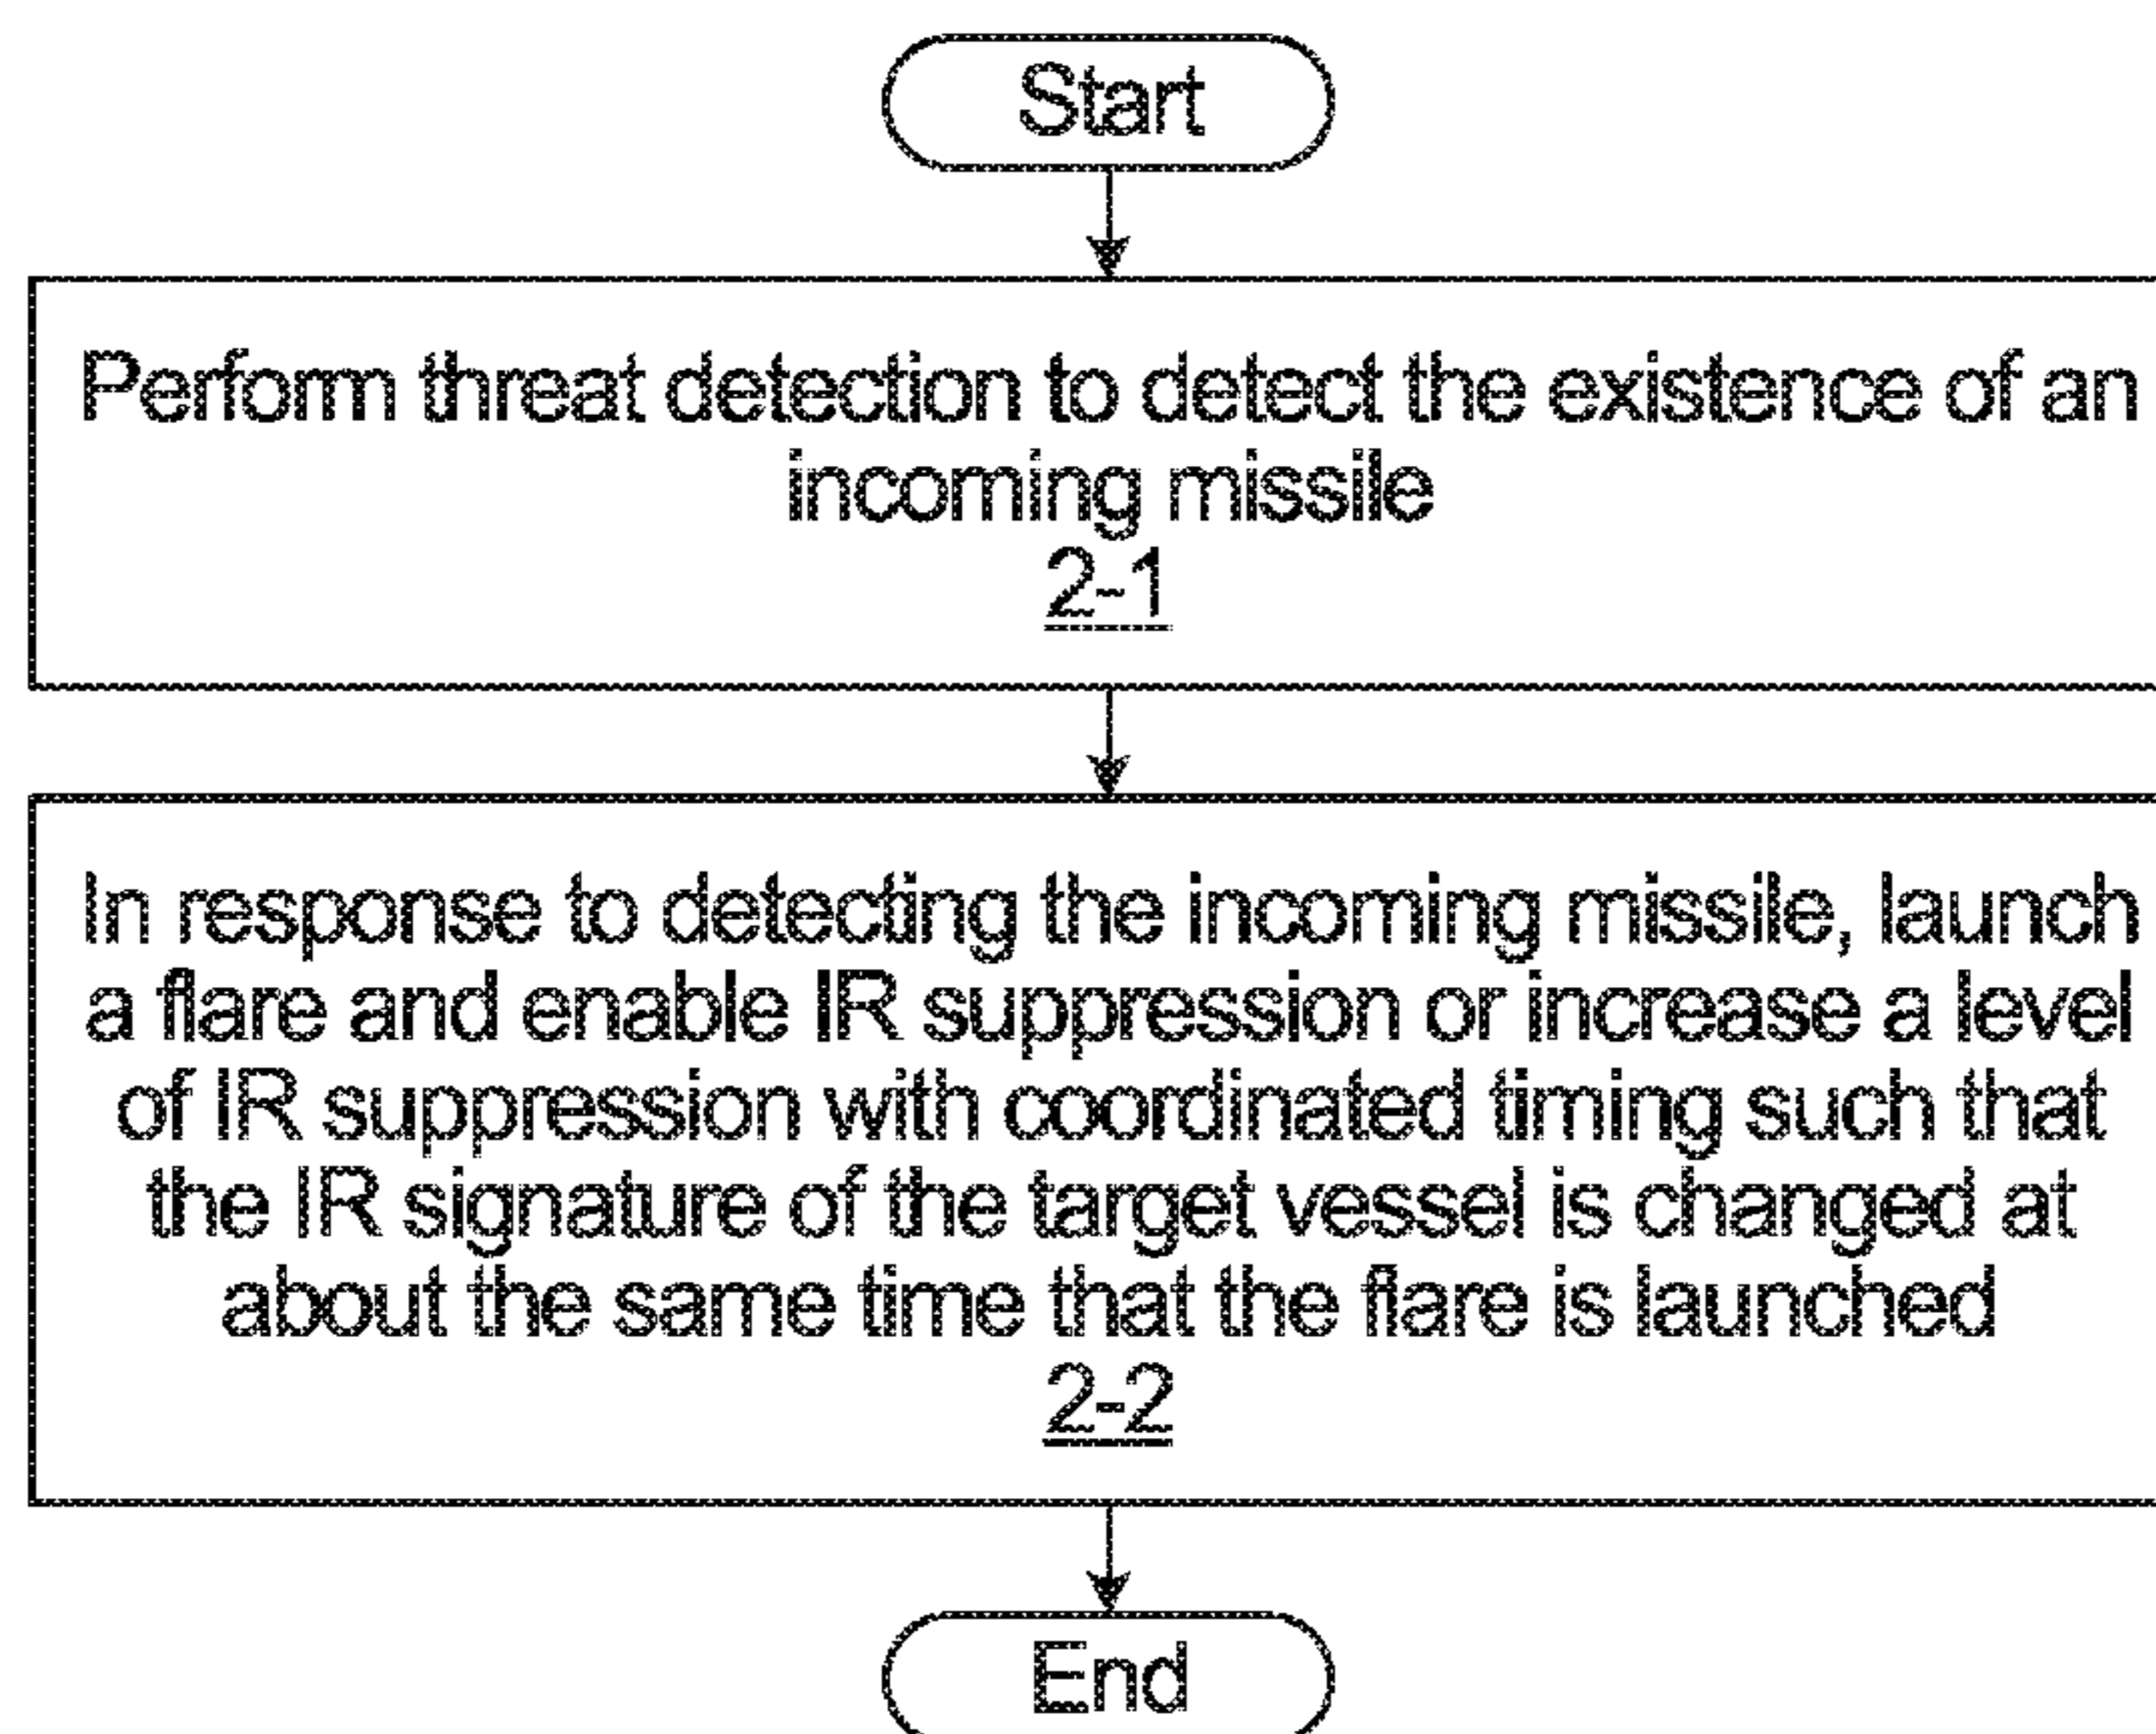 Start
Perform threat detection to detect the existence of an
incoming missile
2-1
In response to detecting the incoming missile, launch
a flare and enable IR suppression or increase a level
of IR suppression with coordinated timing such that
the IR signature of the target vessel is changed at
about the same time that the flare is launched
2-2
End